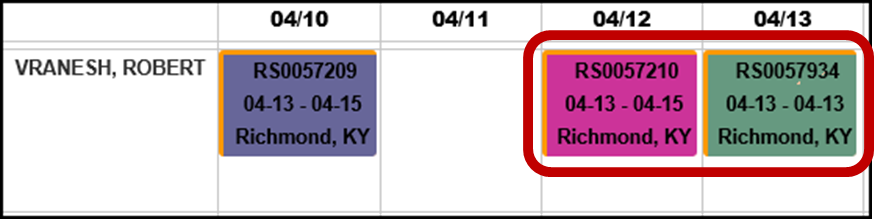 04/10 04/11 04/12 04/13
VRANESH, ROBERT RS0057209 RS0057210 RS0057934
04-13 - 04-15 04-13 - 04-15 04-13 - 04-13
Richmond, KY Richmond, KY Richmond, KY